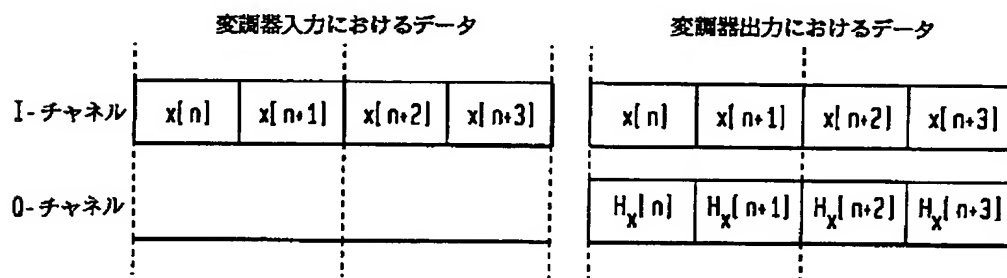 変調器入力におけるデータ
変調器出力におけるデータ
I-チャネル x[n] x[n+1] x[n+2] x[n+3] x[n] x[n+1] x[n+2] x[n+3]
Q-チャネル Hx[n] Hx[n+1] Hx[n+2] Hx[n+3]